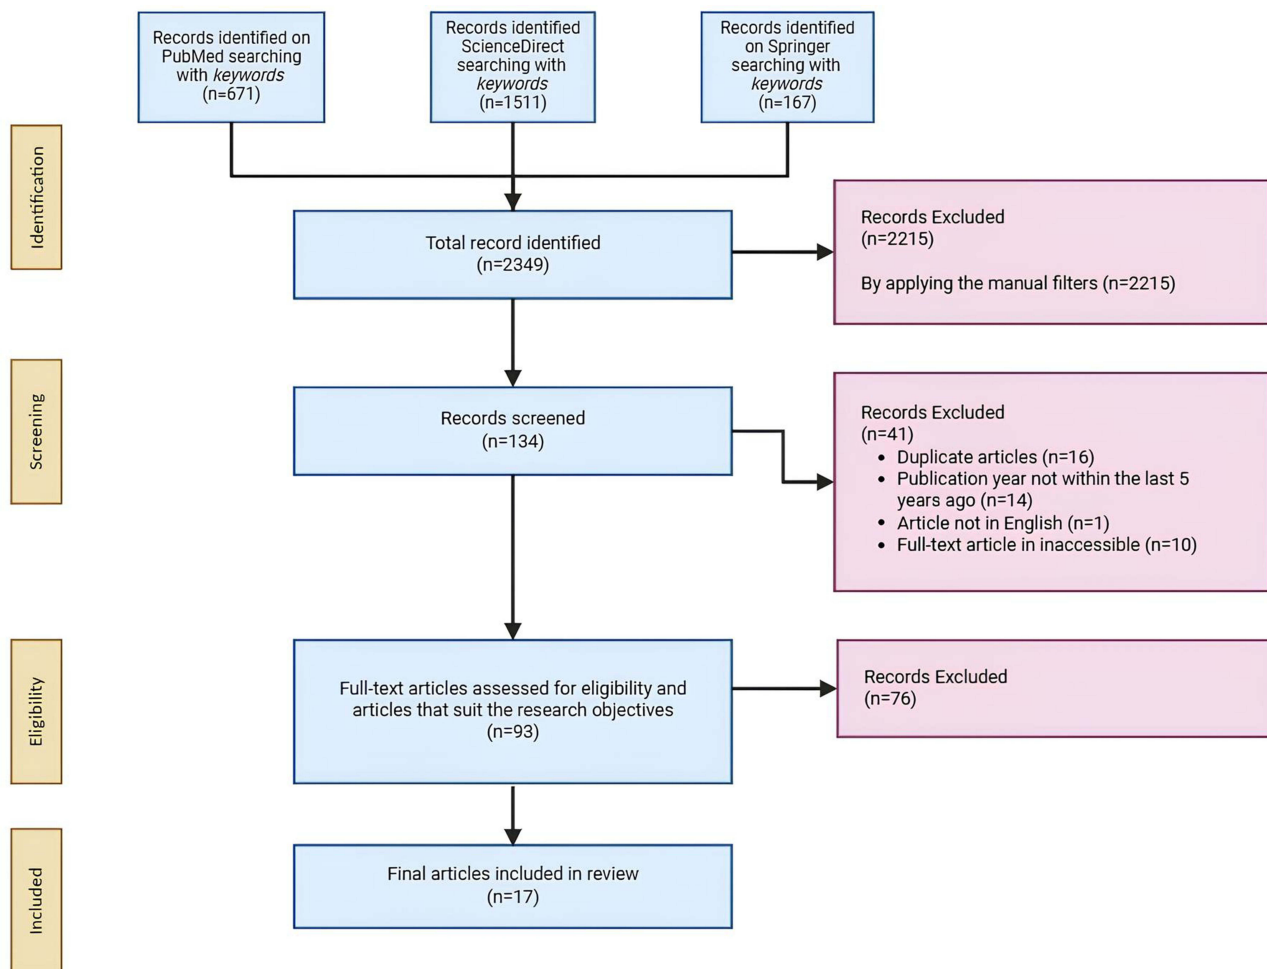 Records identified on
PubMed searching
with keywords
(n=671)
Records identified
ScienceDirect
searching with
keywords
(n=1511)
Records identified
on Springer
searching with
keywords
(n=167)
Identification
Total record identified
(n=2349)
Records Excluded
(n=2215)
By applying the manual filters (n=2215)
Screening
Records screened
(n=134)
Records Excluded
(n=41)
• Duplicate articles (n=16)
• Publication year not within the last 5
years ago (n=14)
• Article not in English (n=1)
• Full-text article in inaccessible (n=10)
Eligibility
Full-text articles assessed for eligibility and
articles that suit the research objectives
(n=93)
Records Excluded
(n=76)
Included
Final articles included in review
(n=17)